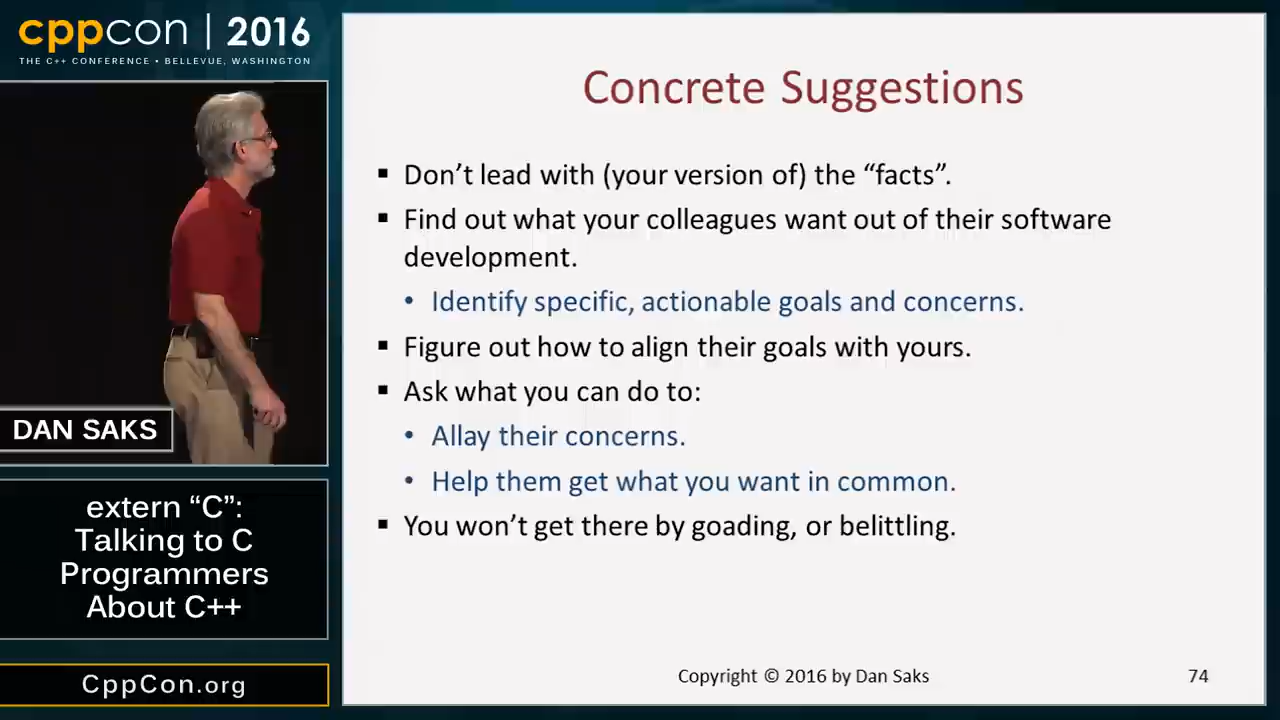 cppcon | 2016
THE C++ CONFERENCE • BELLEVUE, WASHINGTON
DAN SAKS
extern “C”:
Talking to C
Programmers
About C++
CppCon.org
Concrete Suggestions
▪ Don’t lead with (your version of) the “facts”.
▪ Find out what your colleagues want out of their software
development.
• Identify specific, actionable goals and concerns.
▪ Figure out how to align their goals with yours.
▪ Ask what you can do to:
• Allay their concerns.
• Help them get what you want in common.
▪ You won’t get there by goading, or belittling.
Copyright © 2016 by Dan Saks
74